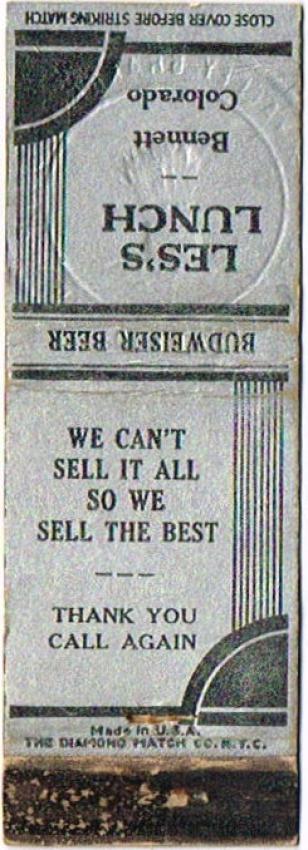 CLOSE COVER BEFORE STRIKING MATCH
LES'S
LUNCH
Bennett
Colorado
BUDWEISER BEER
WE CAN'T
SELL IT ALL
SO WE
SELL THE BEST
THANK YOU
CALL AGAIN
Made in U.S.A.
THE DIAMOND MATCH CO. N.Y.C.